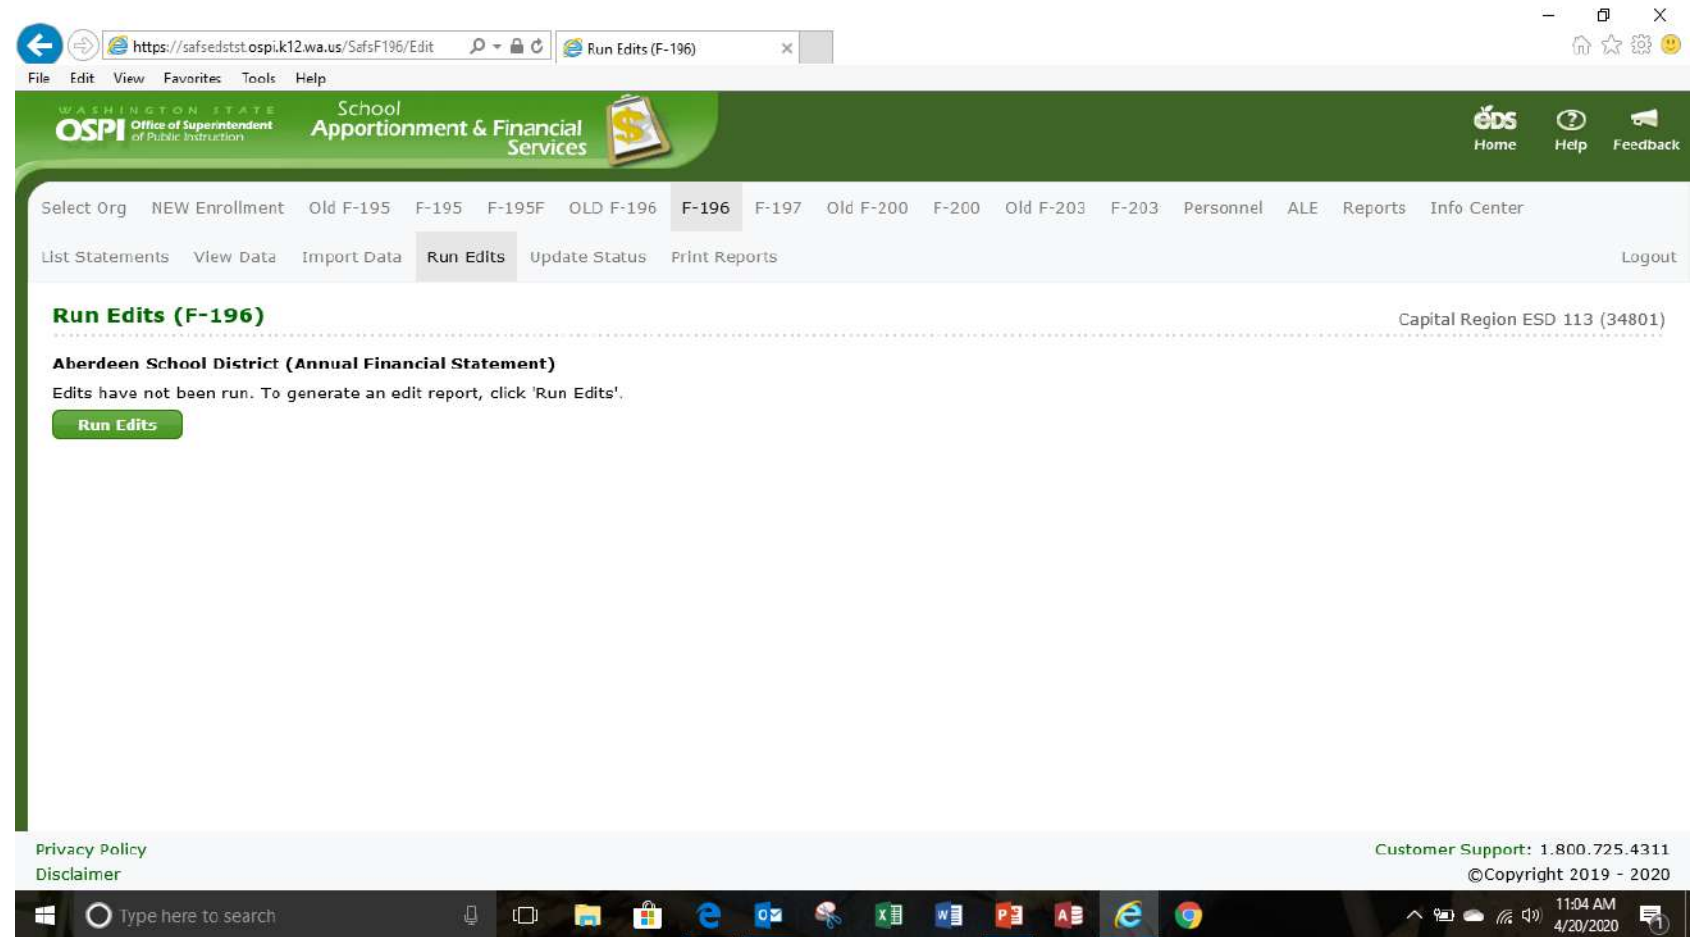 https://safsedstst.ospi.k12.wa.us/SafsF196/Edit
Run Edits (F-196)
File Edit View Favorites Tools Help
WASHINGTON STATE
OSPI Office of Superintendent of Public Instruction
School
Apportionment & Financial
Services
eDS
Home Help Feedback
Select Org NEW Enrollment Old F-195 F-195 F-195F OLD F-196 F-196 F-197 Old F-200 F-200 Old F-203 F-203 Personnel ALE Reports Info Center
List Statements View Data Import Data Run Edits Update Status Print Reports Logout
Run Edits (F-196)
Capital Region ESD 113 (34801)
Aberdeen School District (Annual Financial Statement)
Edits have not been run. To generate an edit report, click 'Run Edits'.
Run Edits
Privacy Policy
Customer Support: 1.800.725.4311
Disclaimer
©Copyright 2019 - 2020
Type here to search
11:04 AM
4/20/2020